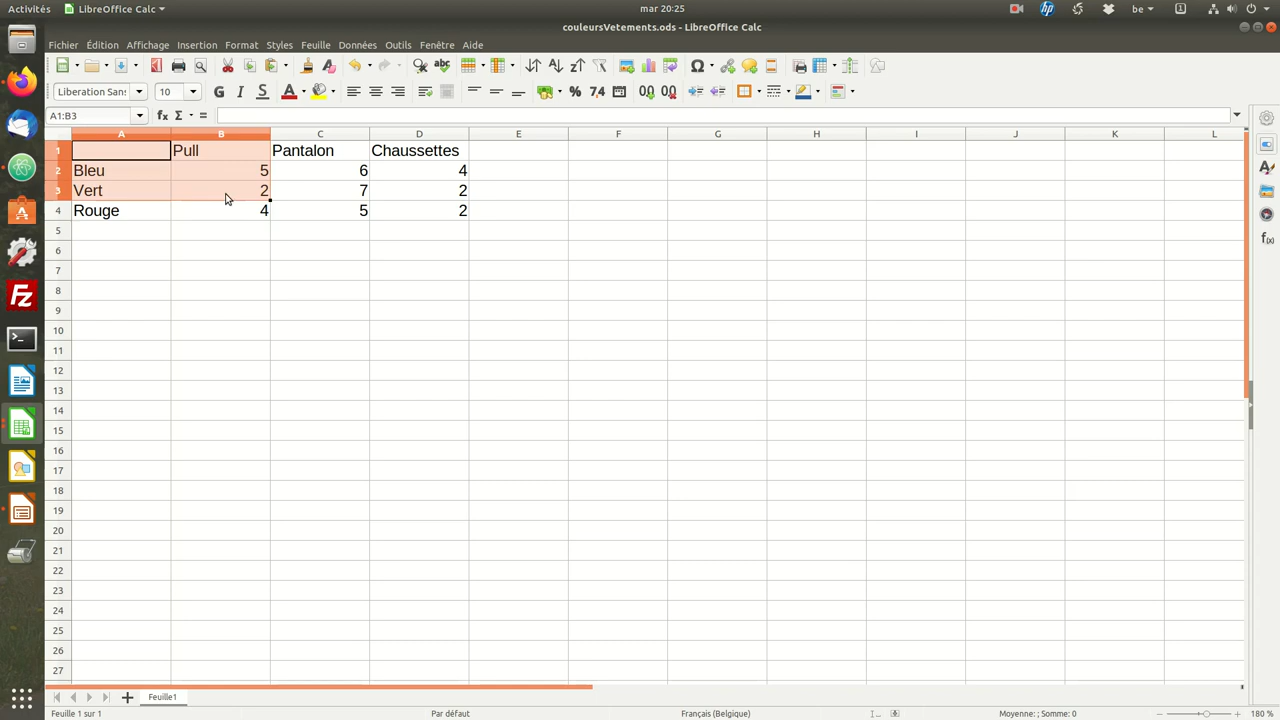 Activités LibreOffice Calc mar 20:25 be 1
couleursVetements.ods - LibreOffice Calc
Fichier Édition Affichage Insertion Format Styles Feuille Données Outils Fenêtre Aide
Liberation Sans 10 G I S A % 7.4
A1:B3 fx Σ =
A B C D E F G H I J K L
1 Pull Pantalon Chaussettes
2 Bleu 5 6 4
3 Vert 2 7 2
4 Rouge 4 5 2
5
6
7
8
9
10
11
12
13
14
15
16
17
18
19
20
21
22
23
24
25
26
27
Feuille1
Feuille 1 sur 1 Par défaut Français (Belgique) Moyenne: ; Somme: 0 180 %